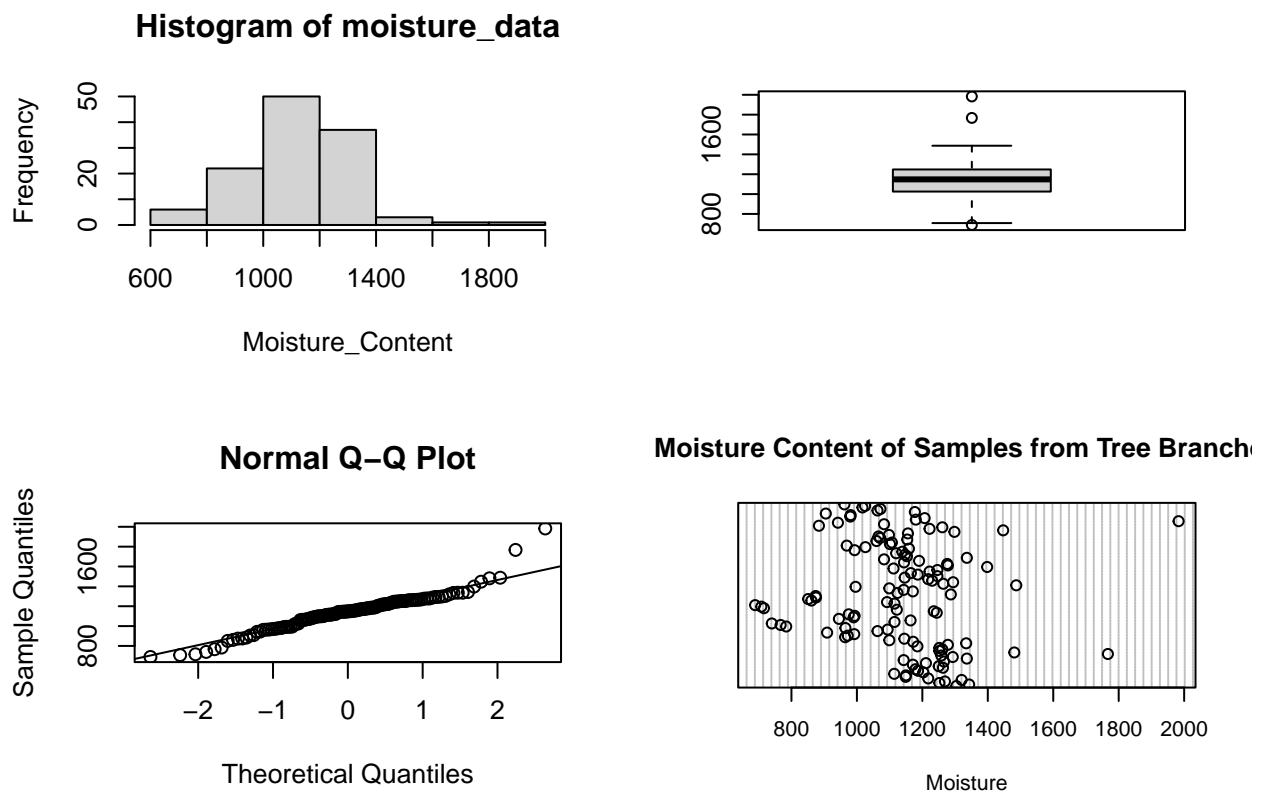 Histogram of moisture_data
Frequency
50
20
0
600 1000 1400 1800
Moisture_Content
1600
800
Normal Q−Q Plot
Sample Quantiles
1600
800
−2 −1 0 1 2
Theoretical Quantiles
Moisture Content of Samples from Tree Branche
800 1000 1200 1400 1600 1800 2000
Moisture